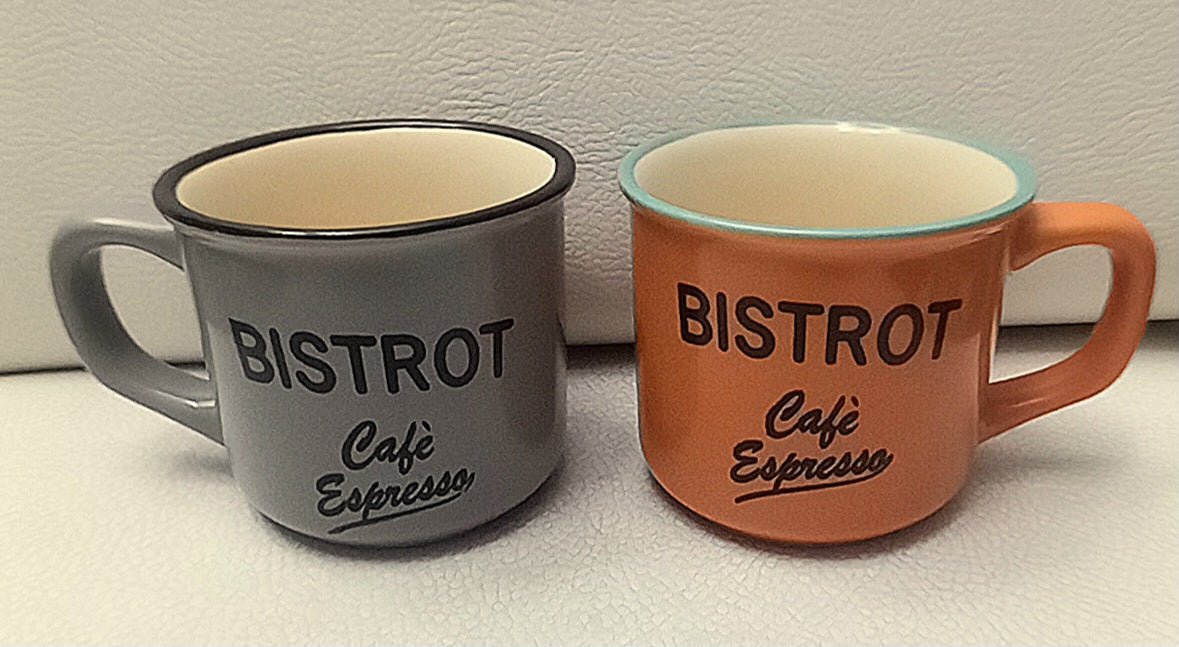 BISTROT
Cafè
Espresso
BISTROT
Cafè
Espresso